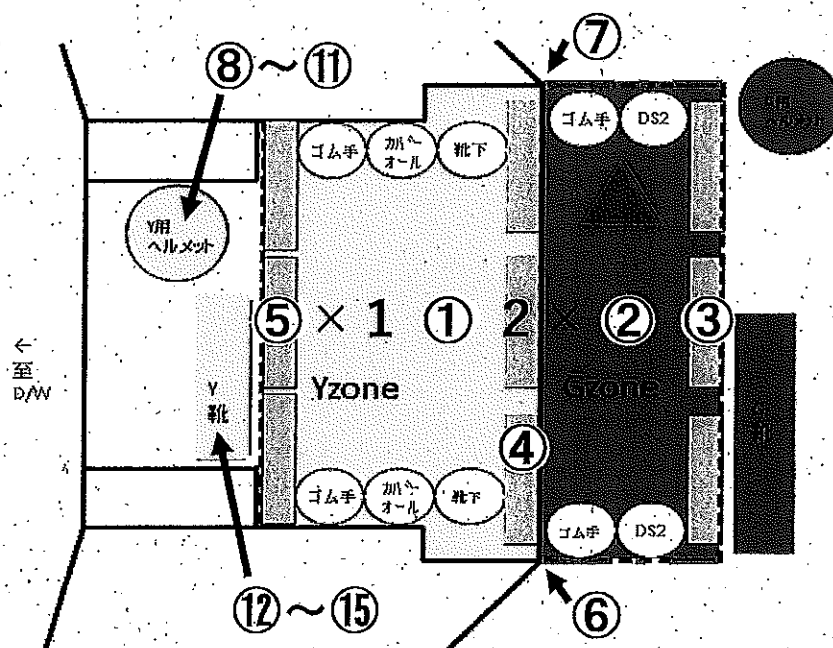 ⑧～⑪
⑦
ゴム手
カバー
オール
靴下
ゴム手
DS2
Y用
ヘルメット
⑤
× 1
①
2 ×
②
③
←
至
D/W
Y
靴
Yzone
Gzone
④
ゴム手
カバー
オール
靴下
ゴム手
DS2
⑫～⑮
⑥